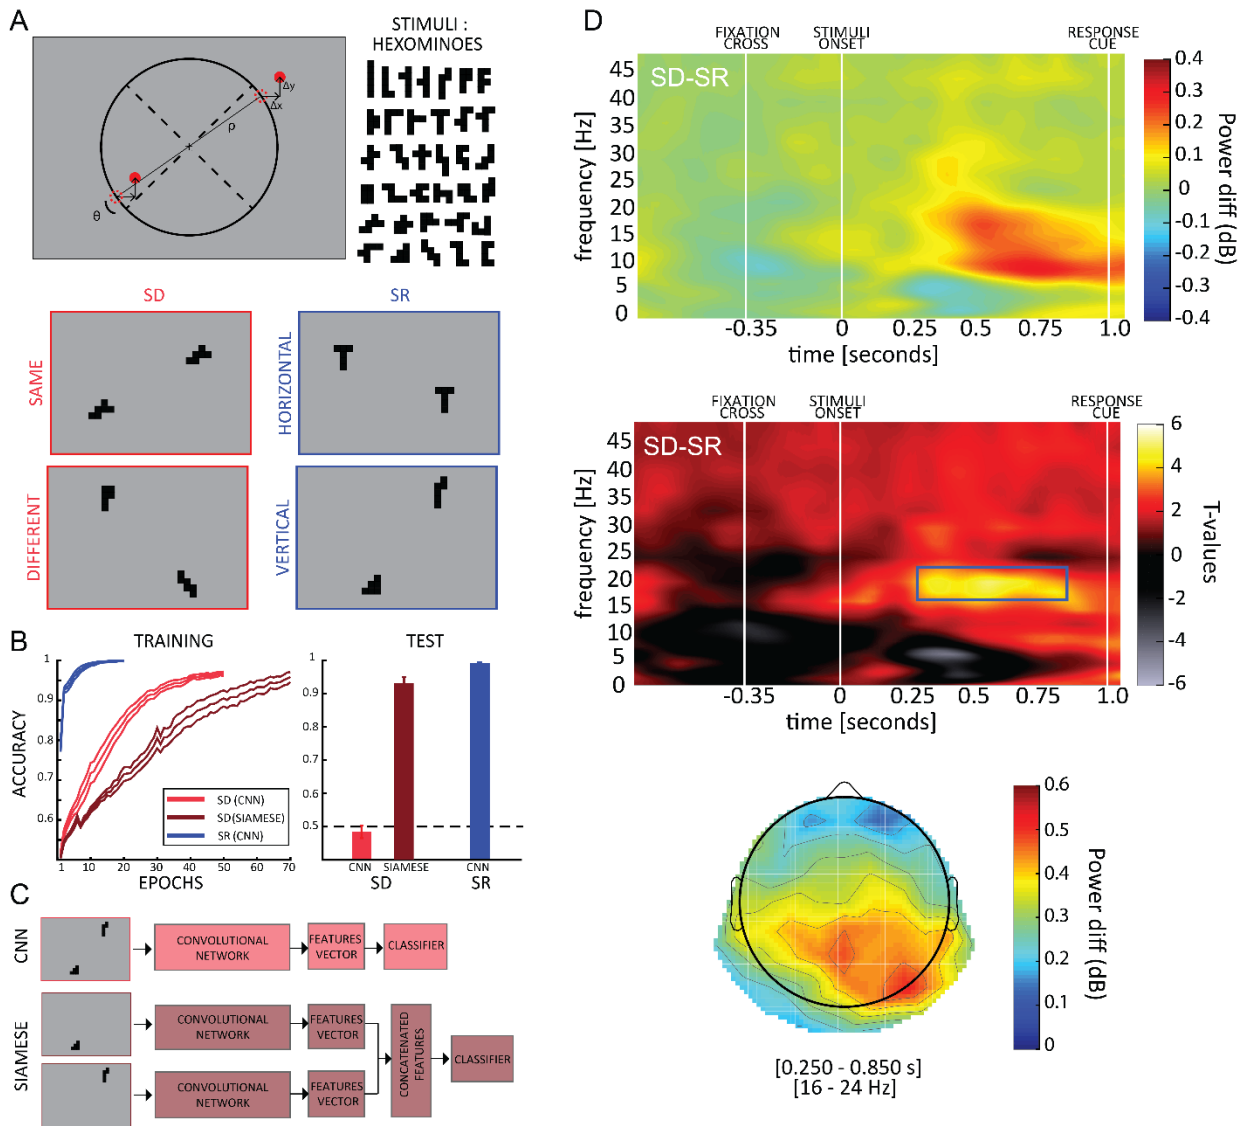 A
STIMULI :
HEXOMINOES
Δy
Δx
ρ
θ
SD
SR
SAME
HORIZONTAL
DIFFERENT
VERTICAL
B
TRAINING
TEST
ACCURACY
1
0.9
0.8
0.7
0.6
SD (CNN)
SD(SIAMESE)
SR (CNN)
1
10
20
30
40
50
60
70
EPOCHS
1
0.9
0.8
0.7
0.6
0.5
CNN
SIAMESE
CNN
SD
SR
C
CNN
CONVOLUTIONAL
NETWORK
FEATURES
VECTOR
CLASSIFIER
SIAMESE
CONVOLUTIONAL
NETWORK
FEATURES
VECTOR
CONVOLUTIONAL
NETWORK
FEATURES
VECTOR
CONCATENATED
FEATURES
CLASSIFIER
D
FIXATION
CROSS
STIMULI
ONSET
RESPONSE
CUE
SD-SR
frequency [Hz]
45
40
35
30
25
20
15
10
5
0
-0.35
0
0.25
0.5
0.75
1.0
time [seconds]
0.4
0.3
0.2
0.1
0
-0.1
-0.2
-0.3
-0.4
Power diff (dB)
FIXATION
CROSS
STIMULI
ONSET
RESPONSE
CUE
SD-SR
frequency [Hz]
45
40
35
30
25
20
15
10
5
0
-0.35
0
0.25
0.5
0.75
1.0
time [seconds]
6
4
2
0
-2
-4
-6
T-values
0.6
0.5
0.4
0.3
0.2
0.1
0
Power diff (dB)
[0.250 - 0.850 s]
[16 - 24 Hz]